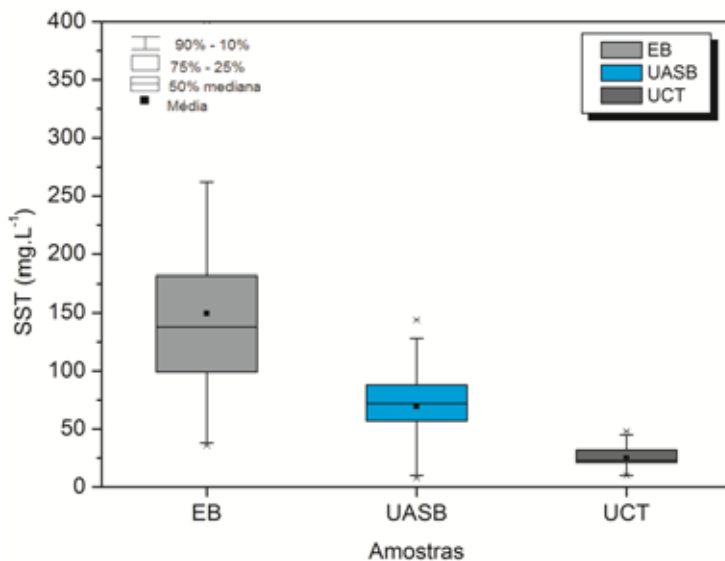 400
350
300
250
200
150
100
50
0
SST (mg.L⁻¹)
90% - 10%
75% - 25%
50% mediana
Média
EB
UASB
UCT
EB
UASB
UCT
Amostras